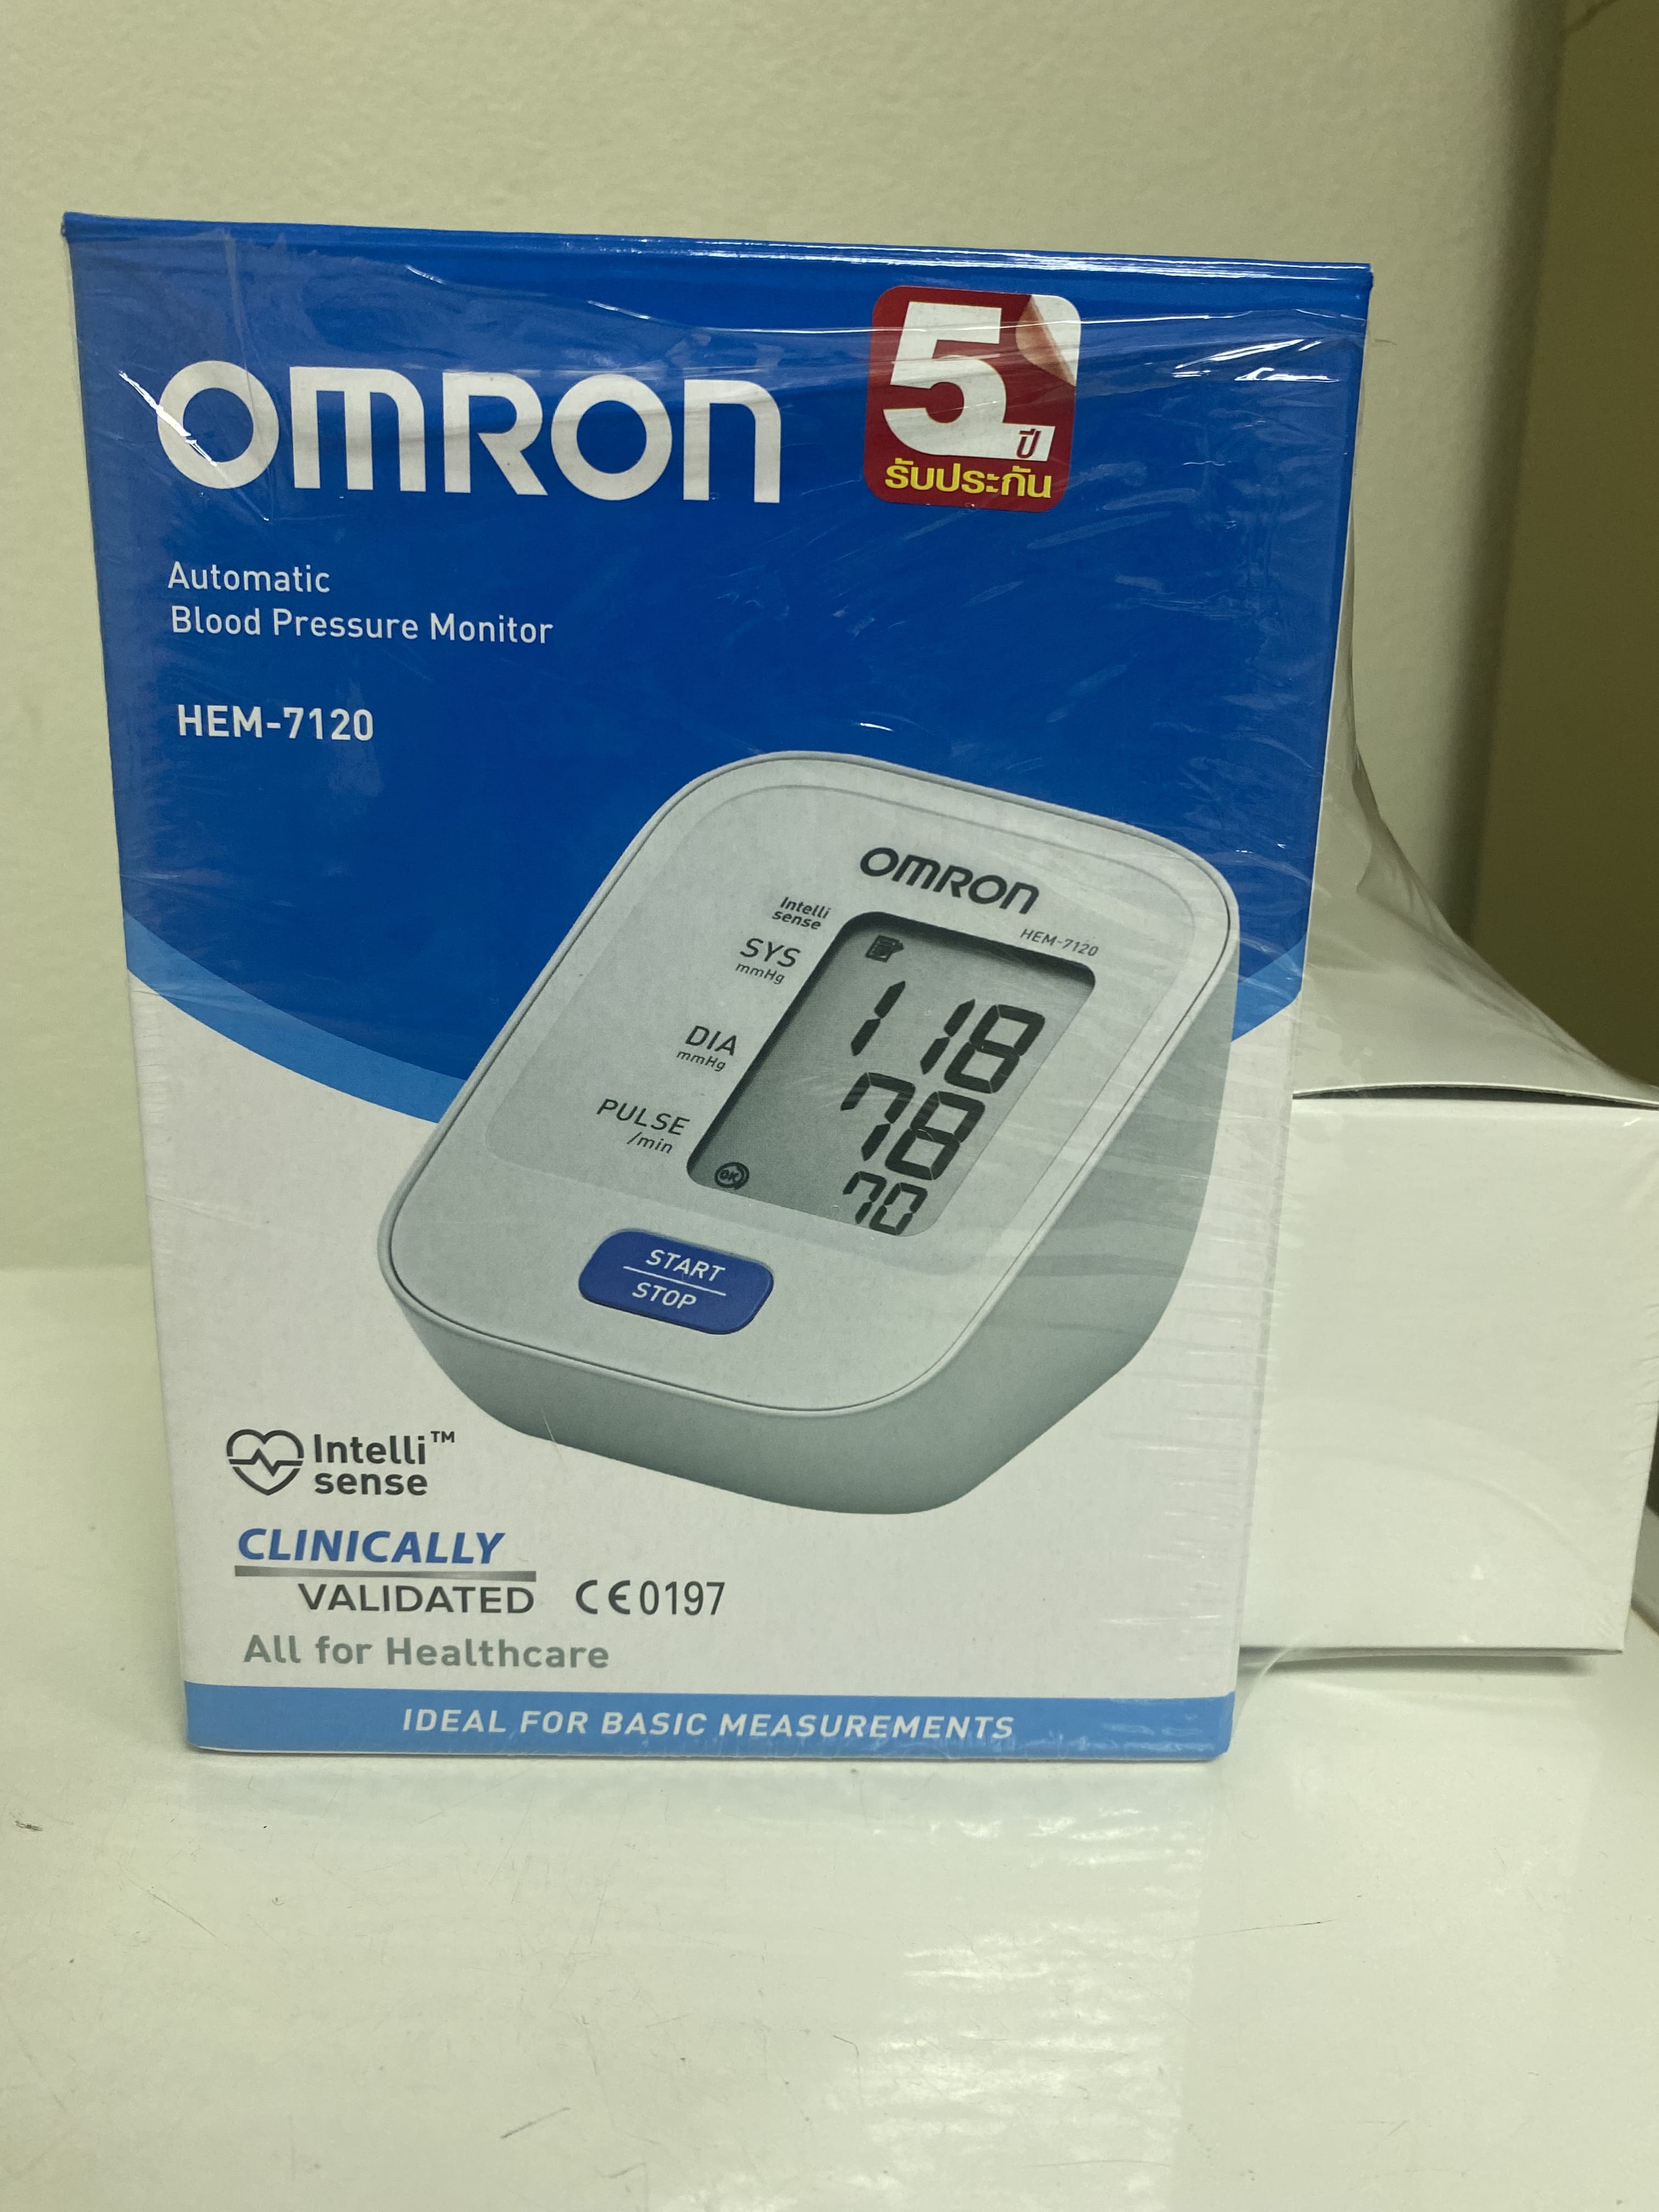 OMRON
5
ปี
รับประกัน
Automatic
Blood Pressure Monitor
HEM-7120
OMRON
HEM-7120
Intelli
sense
SYS
mmHg
118
DIA
mmHg
78
PULSE
/min
70
OK
START
STOP
Intelli™
sense
CLINICALLY
VALIDATED CE0197
All for Healthcare
IDEAL FOR BASIC MEASUREMENTS